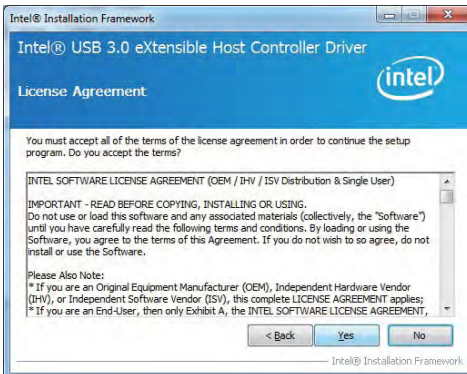 Intel® Installation Framework
Intel® USB 3.0 eXtensible Host Controller Driver
intel
License Agreement
You must accept all of the terms of the license agreement in order to continue the setup
program. Do you accept the terms?
INTEL SOFTWARE LICENSE AGREEMENT (OEM / IHV / ISV Distribution & Single User)
IMPORTANT - READ BEFORE COPYING, INSTALLING OR USING.
Do not use or load this software and any associated materials (collectively, the "Software")
until you have carefully read the following terms and conditions. By loading or using the
Software, you agree to the terms of this Agreement. If you do not wish to so agree, do not
install or use the Software.
Please Also Note:
* If you are an Original Equipment Manufacturer (OEM), Independent Hardware Vendor
(IHV), or Independent Software Vendor (ISV), this complete LICENSE AGREEMENT applies;
* If you are an End-User, then only Exhibit A, the INTEL SOFTWARE LICENSE AGREEMENT,
< Back Yes No
Intel® Installation Framework